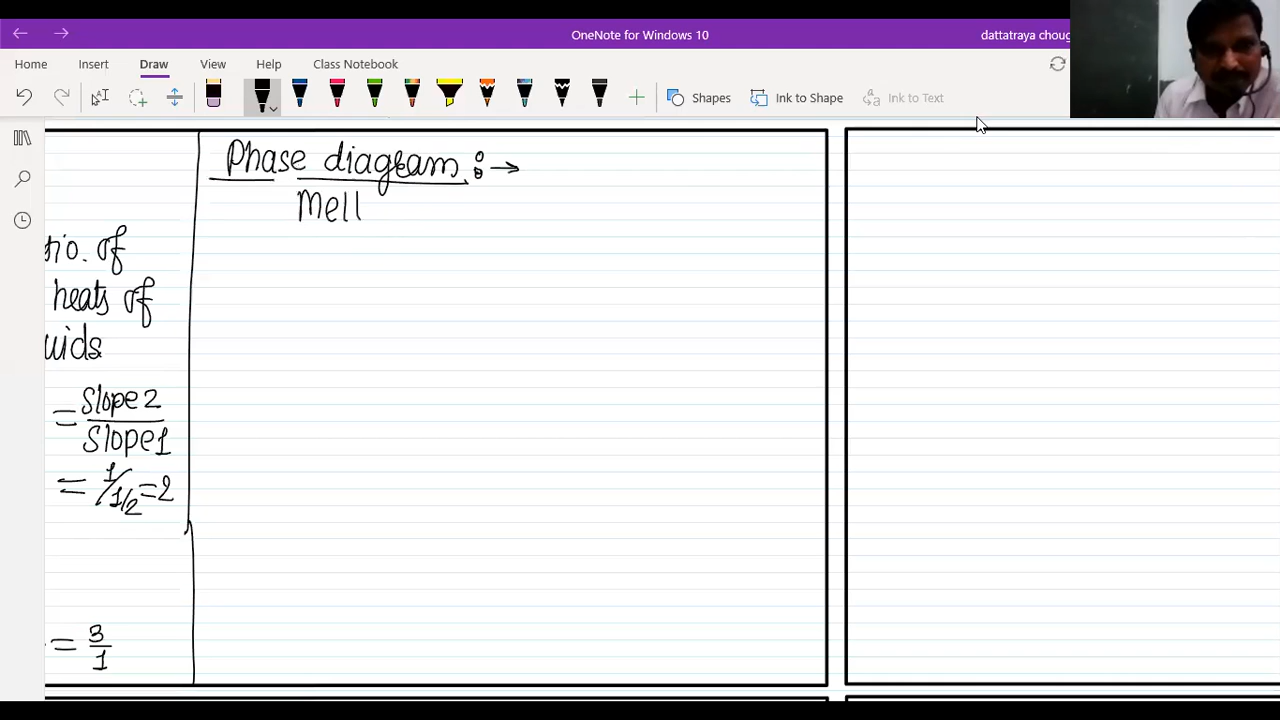 OneNote for Windows 10
dattatraya choug
Home Insert Draw View Help Class Notebook
Shapes Ink to Shape Ink to Text
Phase diagram :→
Mell
tio. of
heats of
uids
= Slope 2
Slope 1
= 1/1/2 = 2
= 3
1